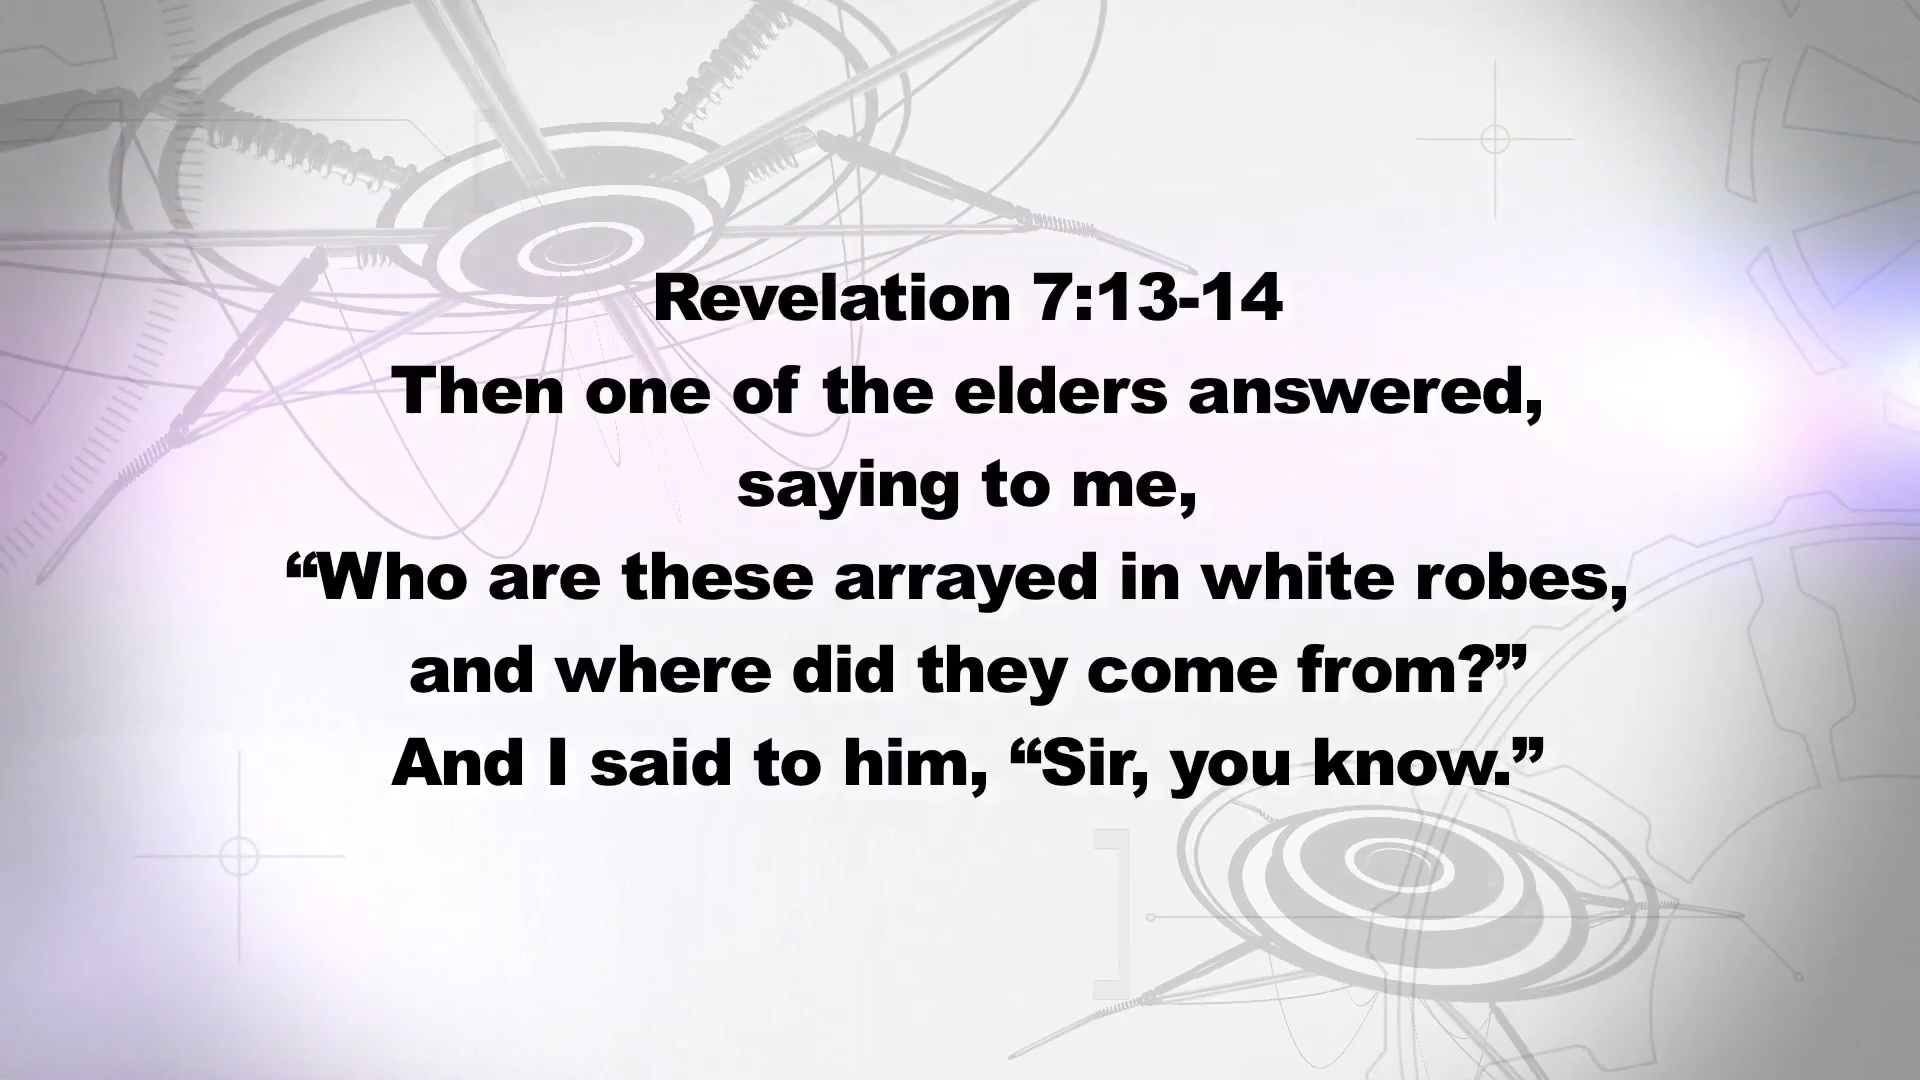 Revelation 7:13-14
Then one of the elders answered,
saying to me,
“Who are these arrayed in white robes,
and where did they come from?”
And I said to him, “Sir, you know.”